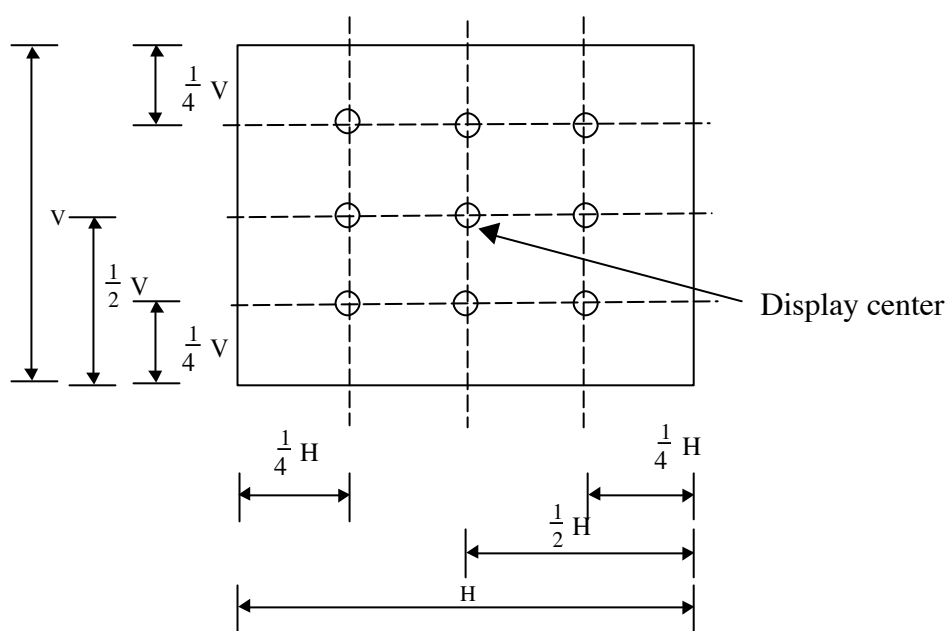 1/4 V
V
1/2 V
1/4 V
Display center
1/4 H
1/4 H
1/2 H
H